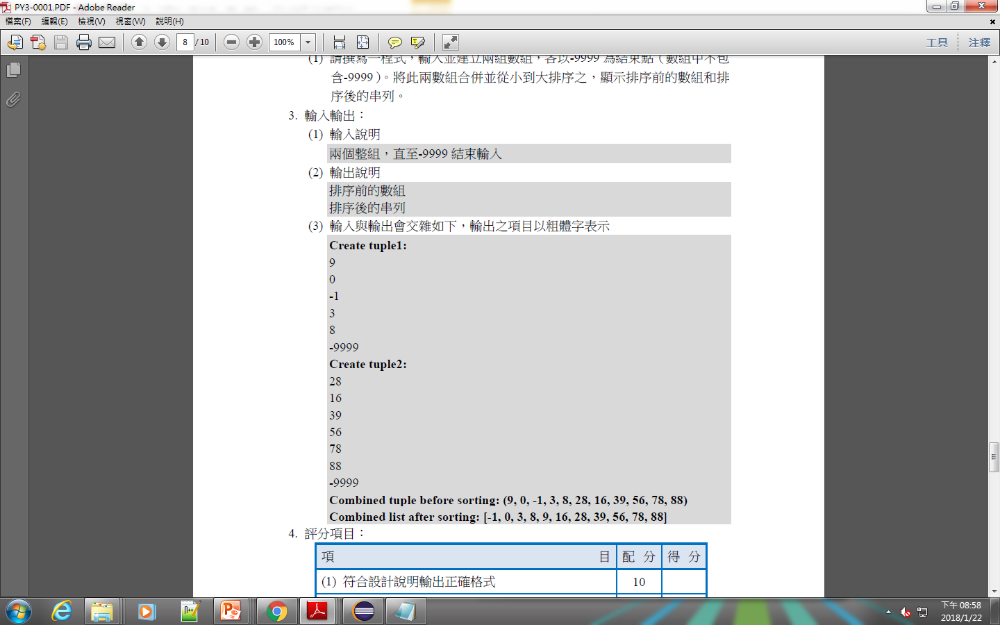 PY3-0001.PDF - Adobe Reader
檔案(F) 編輯(E) 檢視(V) 視窗(W) 說明(H)
8 / 10 100% 工具 注釋
(1) 請撰寫一程式，輸入並建立兩組數組，各以-9999 為結束點（數組中不包
含-9999）。將此兩數組合併並從小到大排序之，顯示排序前的數組和排
序後的串列。
3. 輸入輸出：
(1) 輸入說明
兩個整組，直至-9999 結束輸入
(2) 輸出說明
排序前的數組
排序後的串列
(3) 輸入與輸出會交雜如下，輸出之項目以粗體字表示
Create tuple1:
9
0
-1
3
8
-9999
Create tuple2:
28
16
39
56
78
88
-9999
Combined tuple before sorting: (9, 0, -1, 3, 8, 28, 16, 39, 56, 78, 88)
Combined list after sorting: [-1, 0, 3, 8, 9, 16, 28, 39, 56, 78, 88]
4. 評分項目：
項 目 配 分 得 分
(1) 符合設計說明輸出正確格式 10
下午 08:58
2018/1/22